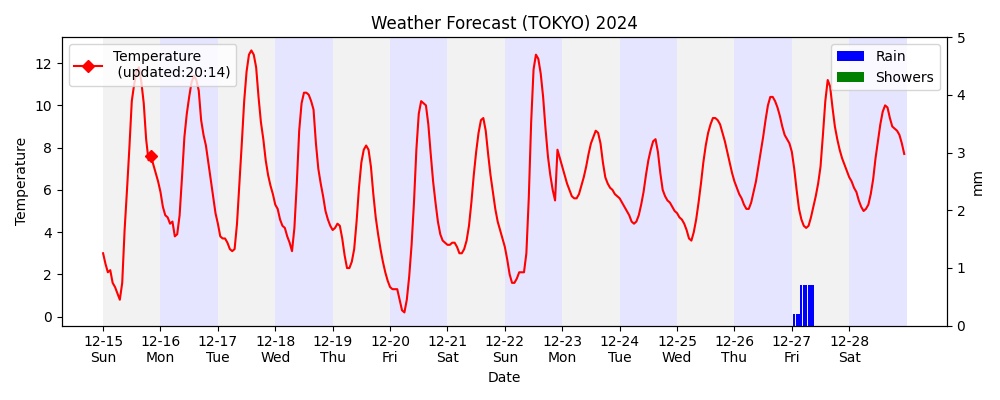 Weather Forecast (TOKYO) 2024
Temperature
(updated:20:14)
Rain
Showers
Temperature
12
10
8
6
4
2
0
5
4
3
2
1
0
mm
12-15 12-16 12-17 12-18 12-19 12-20 12-21 12-22 12-23 12-24 12-25 12-26 12-27 12-28
Sun Mon Tue Wed Thu Fri Sat Sun Mon Tue Wed Thu Fri Sat
Date